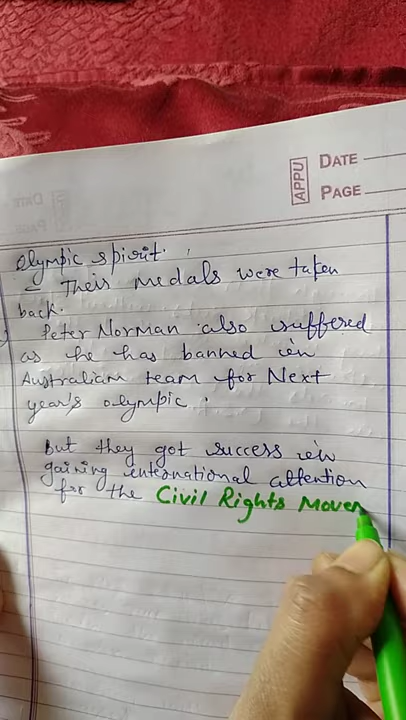 APPU
DATE
PAGE
Olympic spirit.
- Their medals were taken
back.
Peter Norman also suffered
as he has banned in
Australian team for Next
year's olympic.
But they got success in
gaining international attention
for the Civil Rights Movem